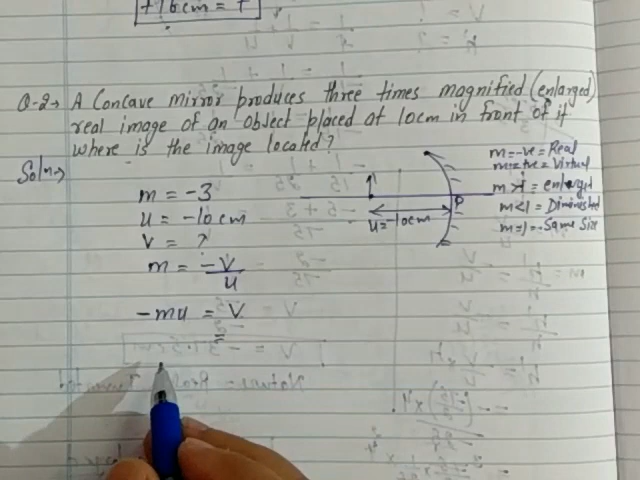 +16cm = f
Q-2→ A Concave mirror produces three times magnified (enlarged)
real image of an object placed at 10cm in front of it
where is the image located?
Soln→
m = -3
u = -10cm
v = ?
m = -v/u
-mu = v
m = -ve = Real
m = +ve = Virtual
m > 1 = enlarged
m < 1 = Diminished
m = 1 = Same Size
P
u = -10cm